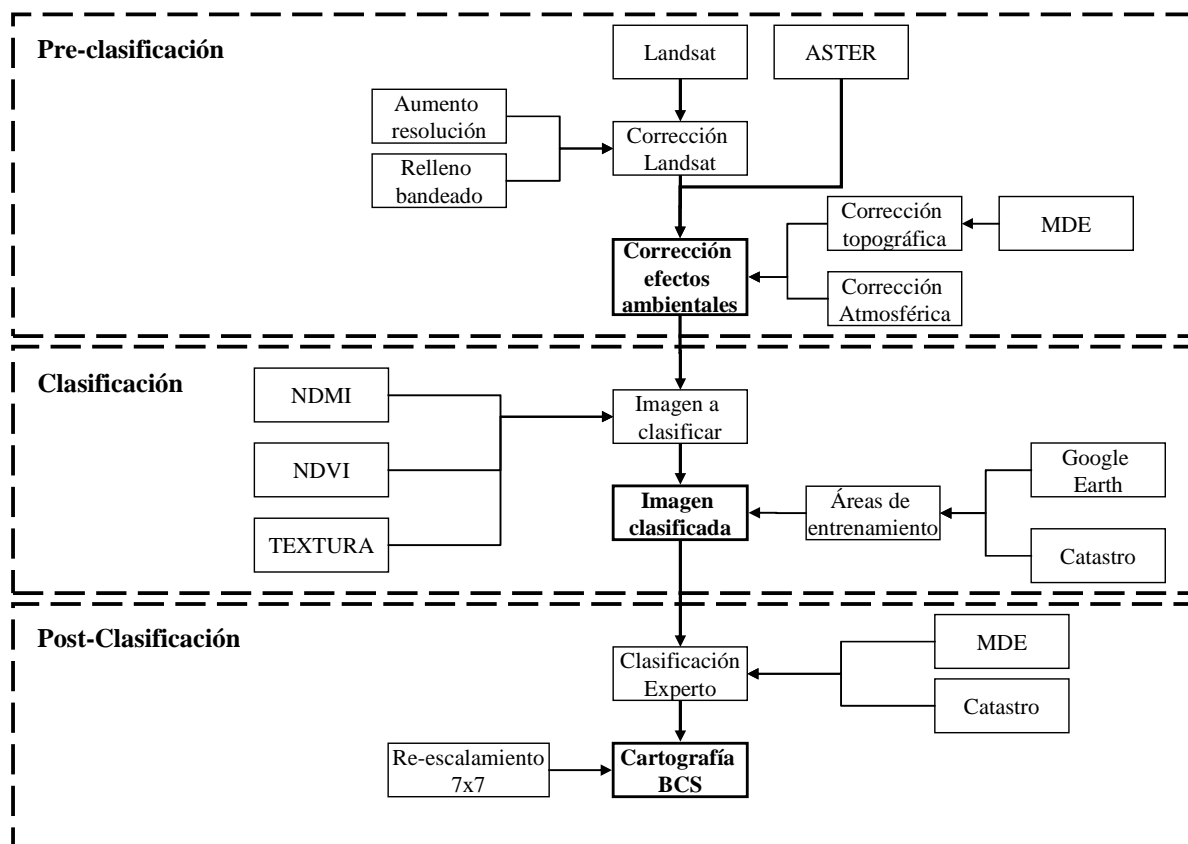 Pre-clasificación
Landsat
ASTER
Aumento
resolución
Corrección
Landsat
Relleno
bandeado
Corrección
topográfica
MDE
Corrección
efectos
ambientales
Corrección
Atmosférica
Clasificación
NDMI
Imagen a
clasificar
NDVI
Google
Earth
Imagen
clasificada
Áreas de
entrenamiento
TEXTURA
Catastro
Post-Clasificación
MDE
Clasificación
Experto
Catastro
Re-escalamiento
7x7
Cartografía
BCS